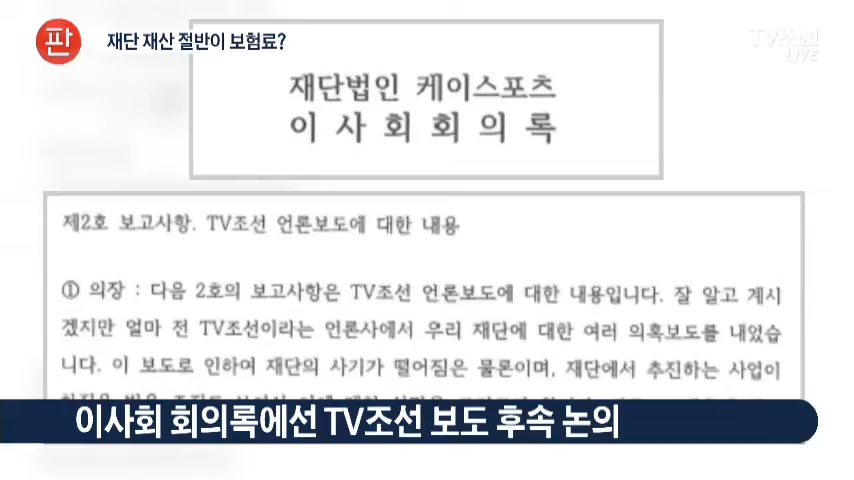 판 재단 재산 절반이 보험료?
TV조선
LIVE
재단법인 케이스포츠
이 사 회 회 의 록
제2호 보고사항. TV조선 언론보도에 대한 내용
① 의장 : 다음 2호의 보고사항은 TV조선 언론보도에 대한 내용입니다. 잘 알고 계시
겠지만 얼마 전 TV조선이라는 언론사에서 우리 재단에 대한 여러 의혹보도를 내었습
니다. 이 보도로 인하여 재단의 사기가 떨어짐은 물론이며, 재단에서 추진하는 사업이
이사회 회의록에선 TV조선 보도 후속 논의